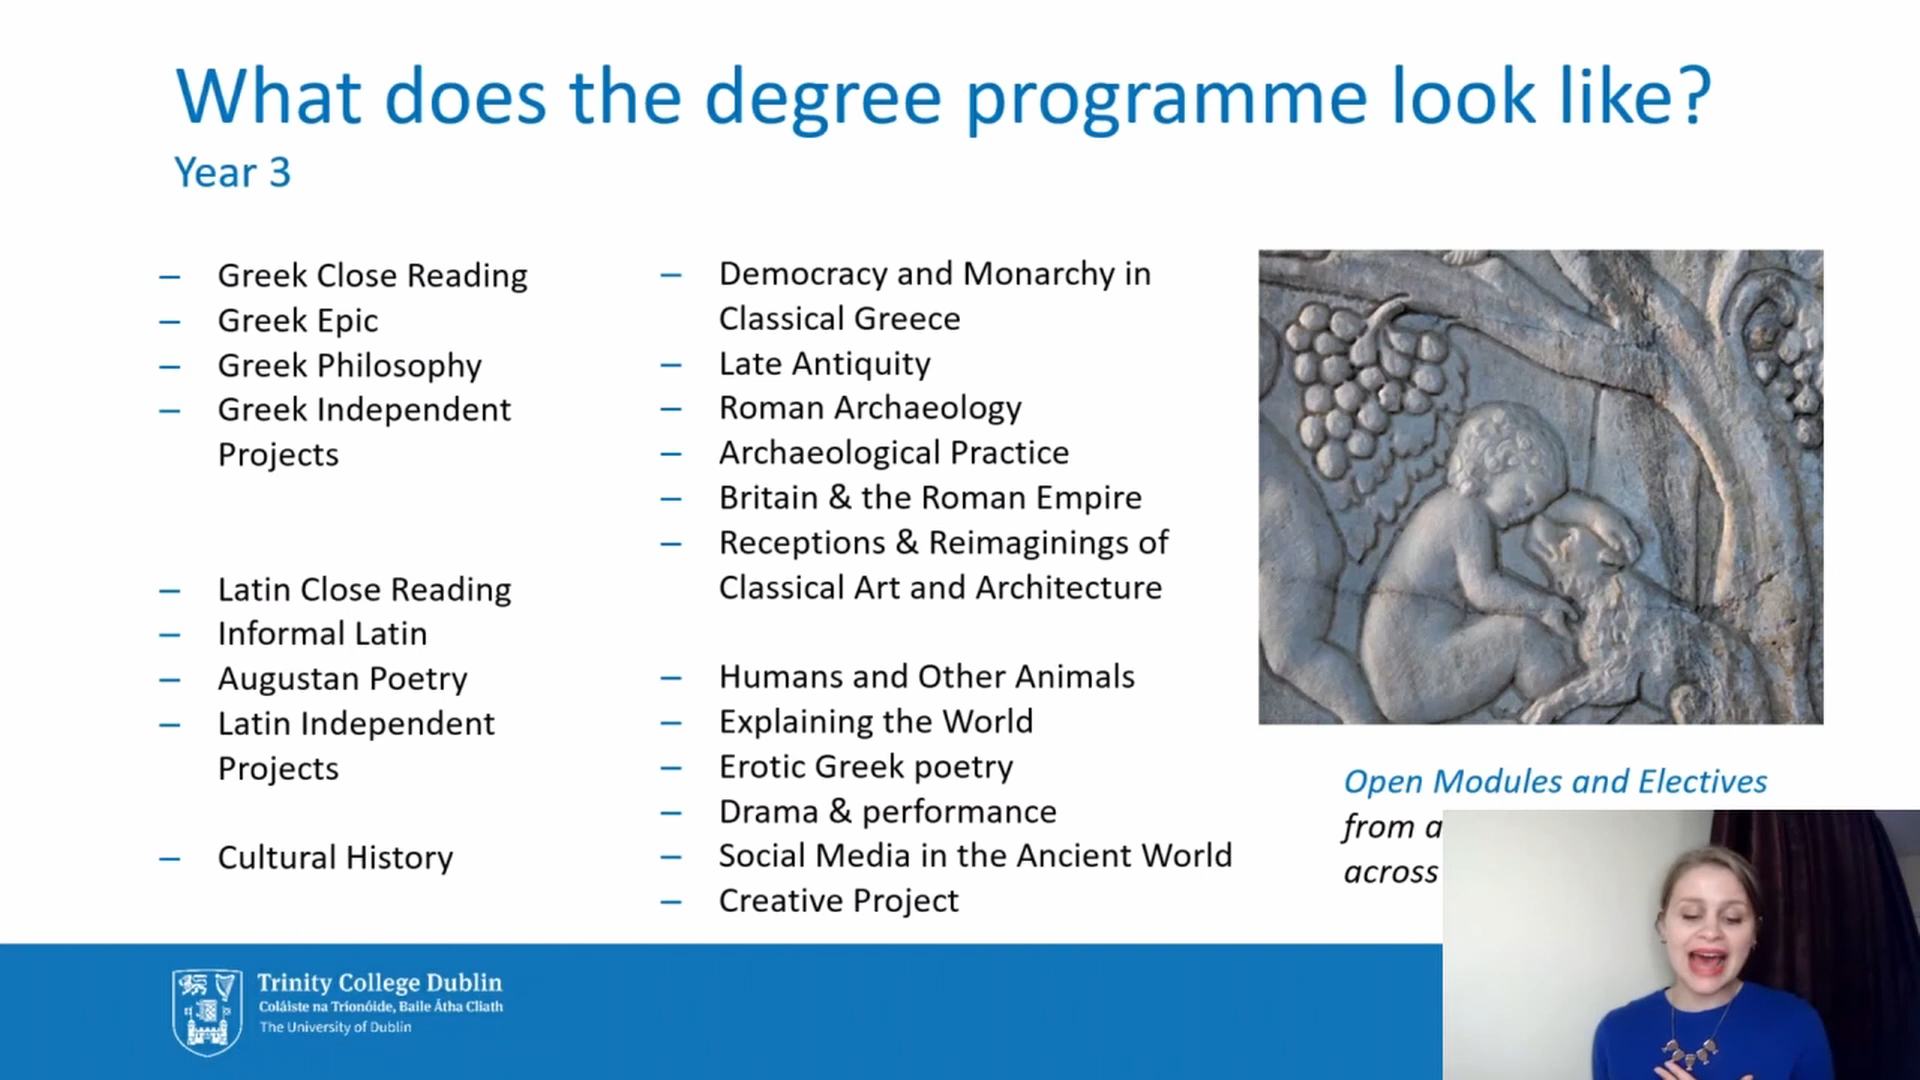 What does the degree programme look like?
Year 3
– Greek Close Reading
– Greek Epic
– Greek Philosophy
– Greek Independent
Projects
– Latin Close Reading
– Informal Latin
– Augustan Poetry
– Latin Independent
Projects
– Cultural History
– Democracy and Monarchy in
Classical Greece
– Late Antiquity
– Roman Archaeology
– Archaeological Practice
– Britain & the Roman Empire
– Receptions & Reimaginings of
Classical Art and Architecture
– Humans and Other Animals
– Explaining the World
– Erotic Greek poetry
– Drama & performance
– Social Media in the Ancient World
– Creative Project
Open Modules and Electives
from
across
Trinity College Dublin
Coláiste na Tríonóide, Baile Átha Cliath
The University of Dublin